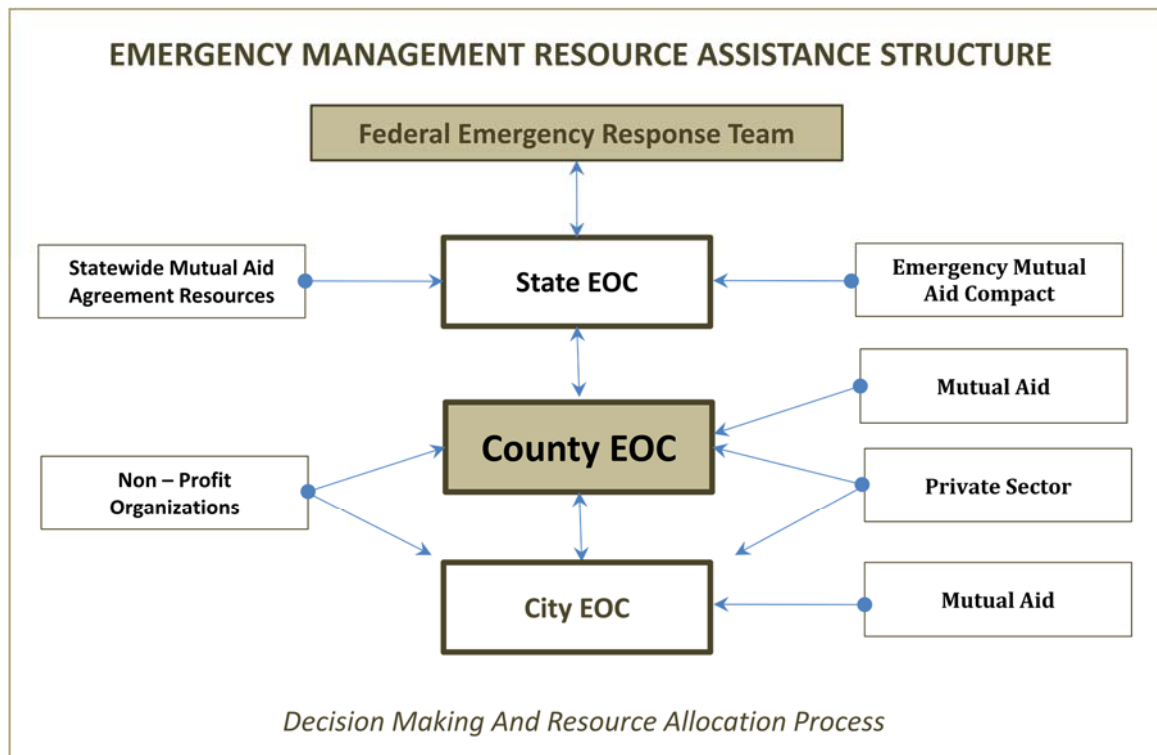 EMERGENCY MANAGEMENT RESOURCE ASSISTANCE STRUCTURE
Federal Emergency Response Team
Statewide Mutual Aid
Agreement Resources
State EOC
Emergency Mutual
Aid Compact
Mutual Aid
County EOC
Non – Profit
Organizations
Private Sector
City EOC
Mutual Aid
Decision Making And Resource Allocation Process